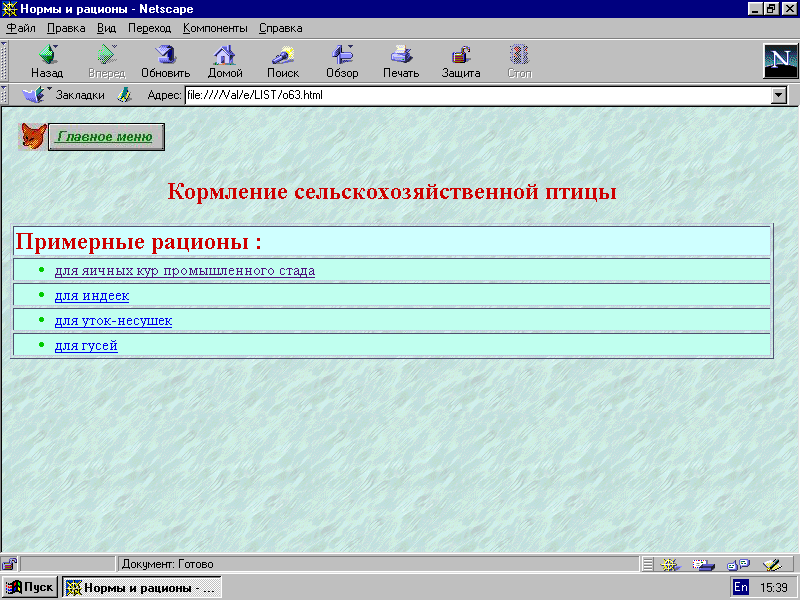 Нормы и рационы - Netscape
Файл Правка Вид Переход Компоненты Справка
Назад Вперед Обновить Домой Поиск Обзор Печать Защита Стоп
N
Закладки Адрес: file:////Val/e/LIST/o63.html
Главное меню
Кормление сельскохозяйственной птицы
Примерные рационы :
для яичных кур промышленного стада
для индеек
для уток-несушек
для гусей
Документ: Готово
Пуск Нормы и рационы - ... En 15:39